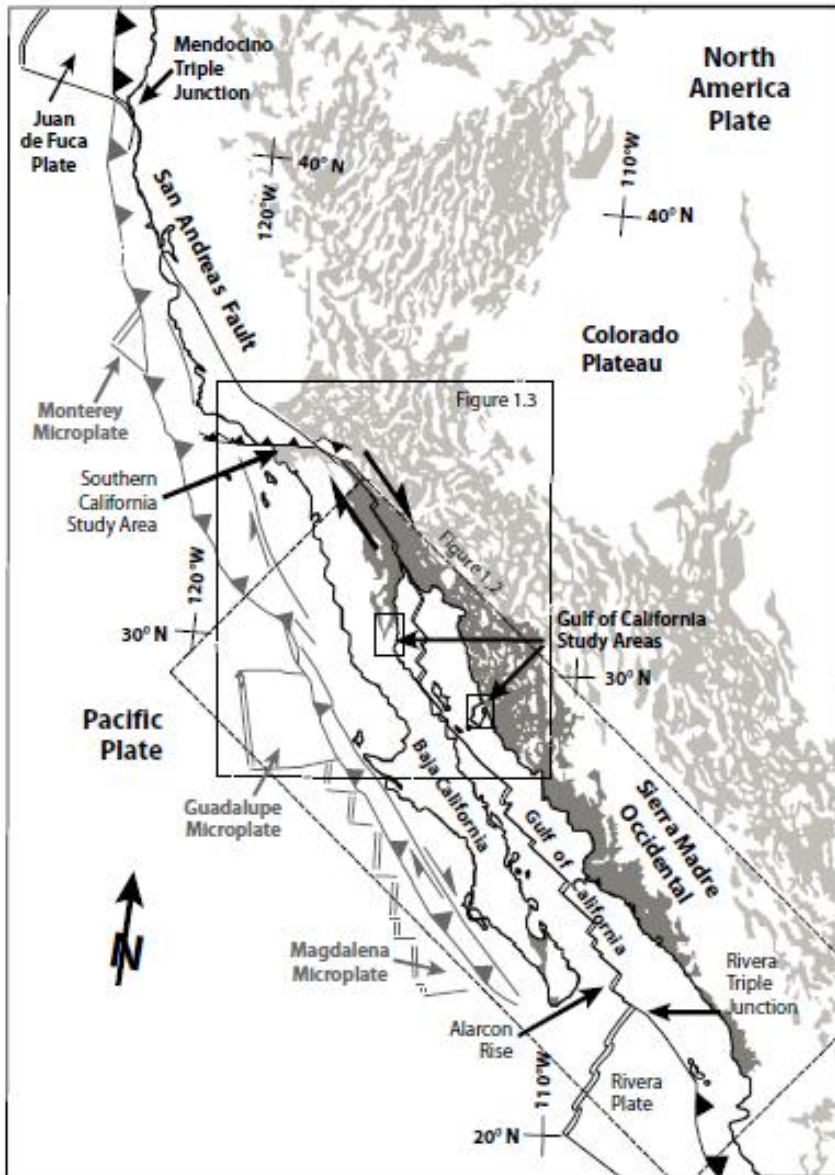 Mendocino
Triple
Junction
North
America
Plate
Juan
de Fuca
Plate
40° N
120°W
110°W
40° N
San Andreas Fault
Colorado
Plateau
Monterey
Microplate
Figure 1.3
Southern
California
Study Area
120°W
30° N
Figure 1.2
Gulf of California
Study Areas
30° N
Pacific
Plate
Guadalupe
Microplate
Baja California
Gulf of California
Sierra Madre
Occidental
N
Magdalena
Microplate
Rivera
Triple
Junction
Alarcon
Rise
110°W
Rivera
Plate
20° N